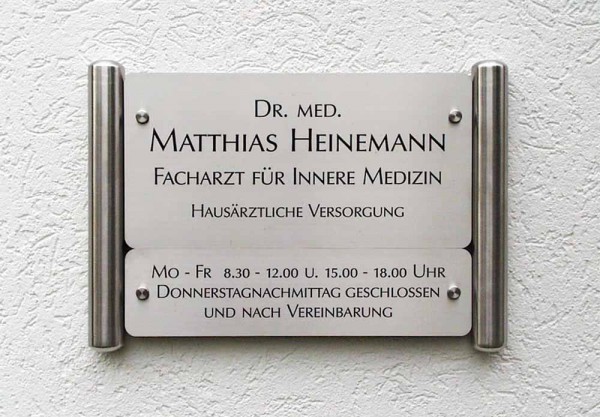 Dr. med.
Matthias Heinemann
Facharzt für Innere Medizin
Hausärztliche Versorgung
Mo - Fr 8.30 - 12.00 u. 15.00 - 18.00 Uhr
Donnerstagnachmittag geschlossen
und nach Vereinbarung